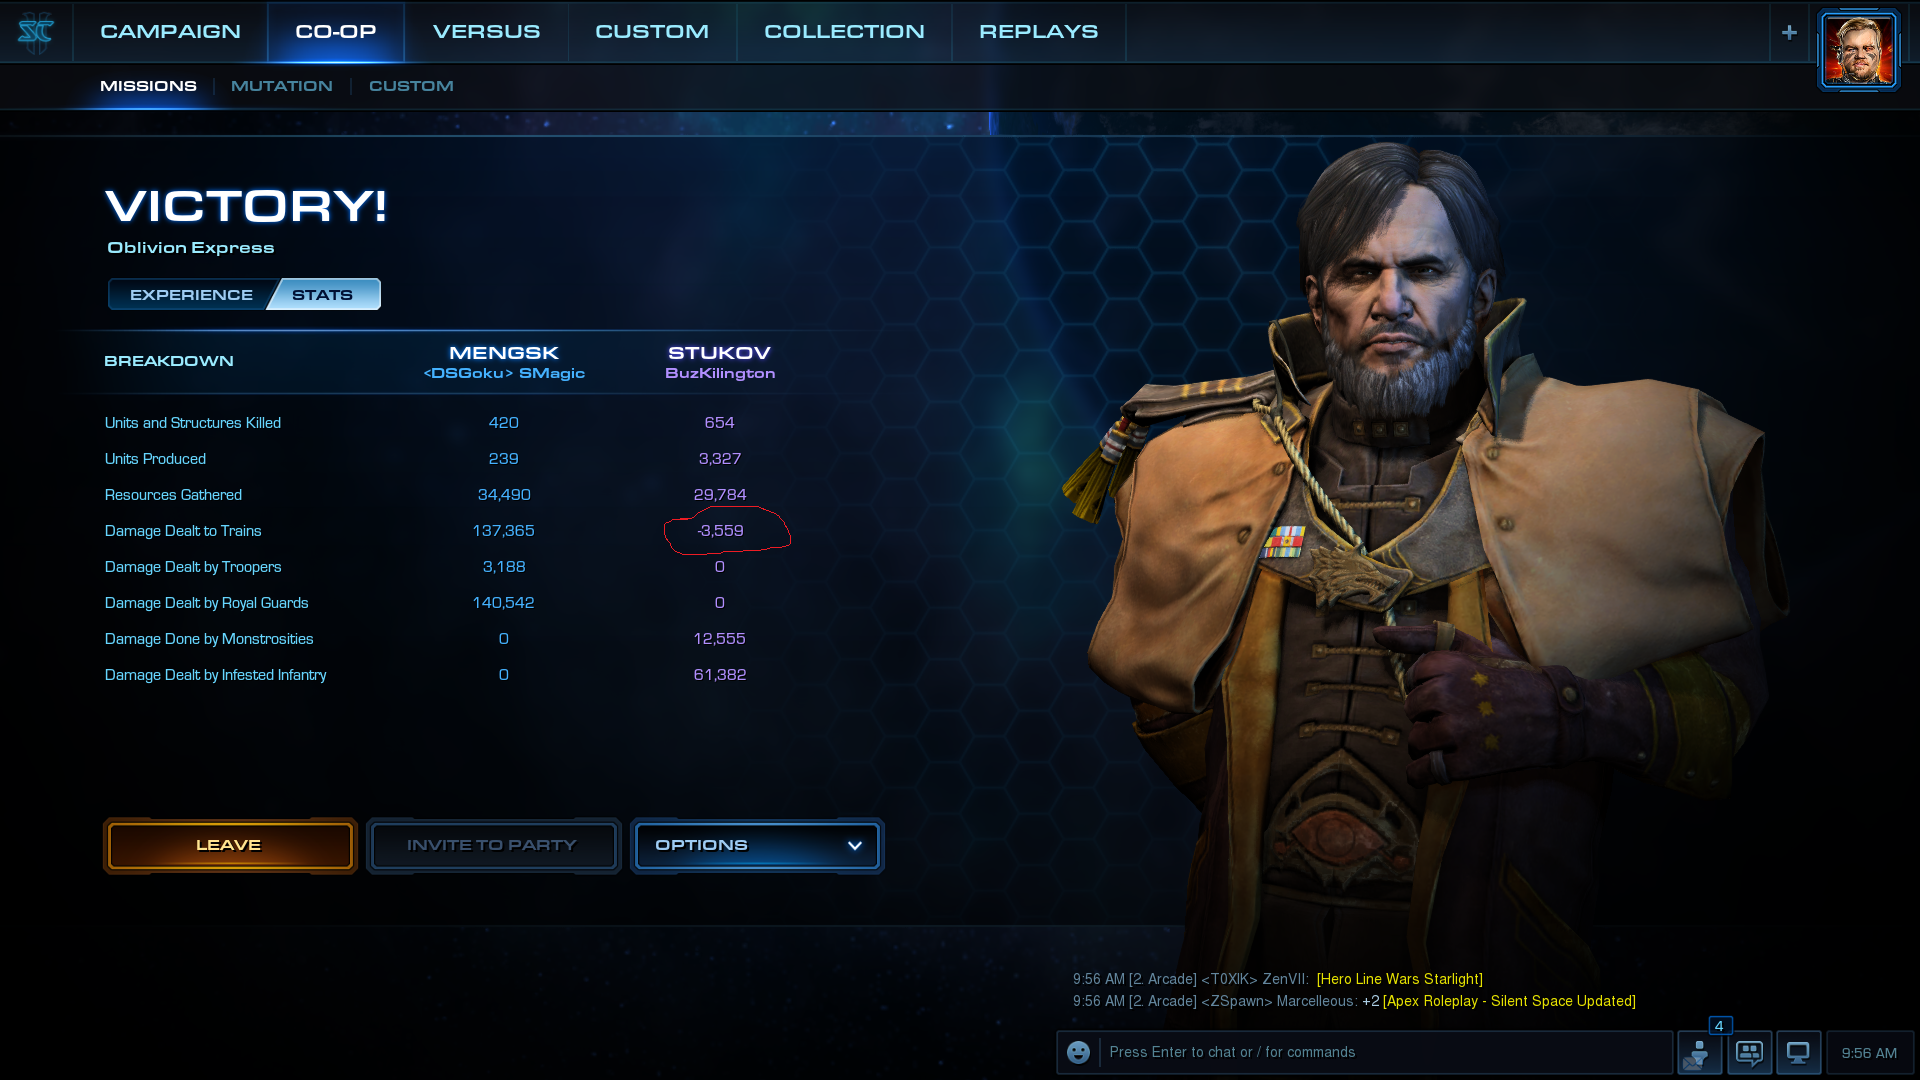 CAMPAIGN CO-OP VERSUS CUSTOM COLLECTION REPLAYS +
MISSIONS MUTATION CUSTOM
VICTORY!
Oblivion Express
EXPERIENCE STATS
BREAKDOWN MENGSK STUKOV
<DSGoku> SMagic BuzKilington
Units and Structures Killed 420 654
Units Produced 239 3,327
Resources Gathered 34,490 29,784
Damage Dealt to Trains 137,365 -3,559
Damage Dealt by Troopers 3,188 0
Damage Dealt by Royal Guards 140,542 0
Damage Done by Monstrosities 0 12,555
Damage Dealt by Infested Infantry 0 61,382
LEAVE INVITE TO PARTY OPTIONS
9:56 AM [2. Arcade] <T0XIK> ZenVII: [Hero Line Wars Starlight]
9:56 AM [2. Arcade] <ZSpawn> Marcelleous: +2 [Apex Roleplay - Silent Space Updated]
4
Press Enter to chat or / for commands
9:56 AM